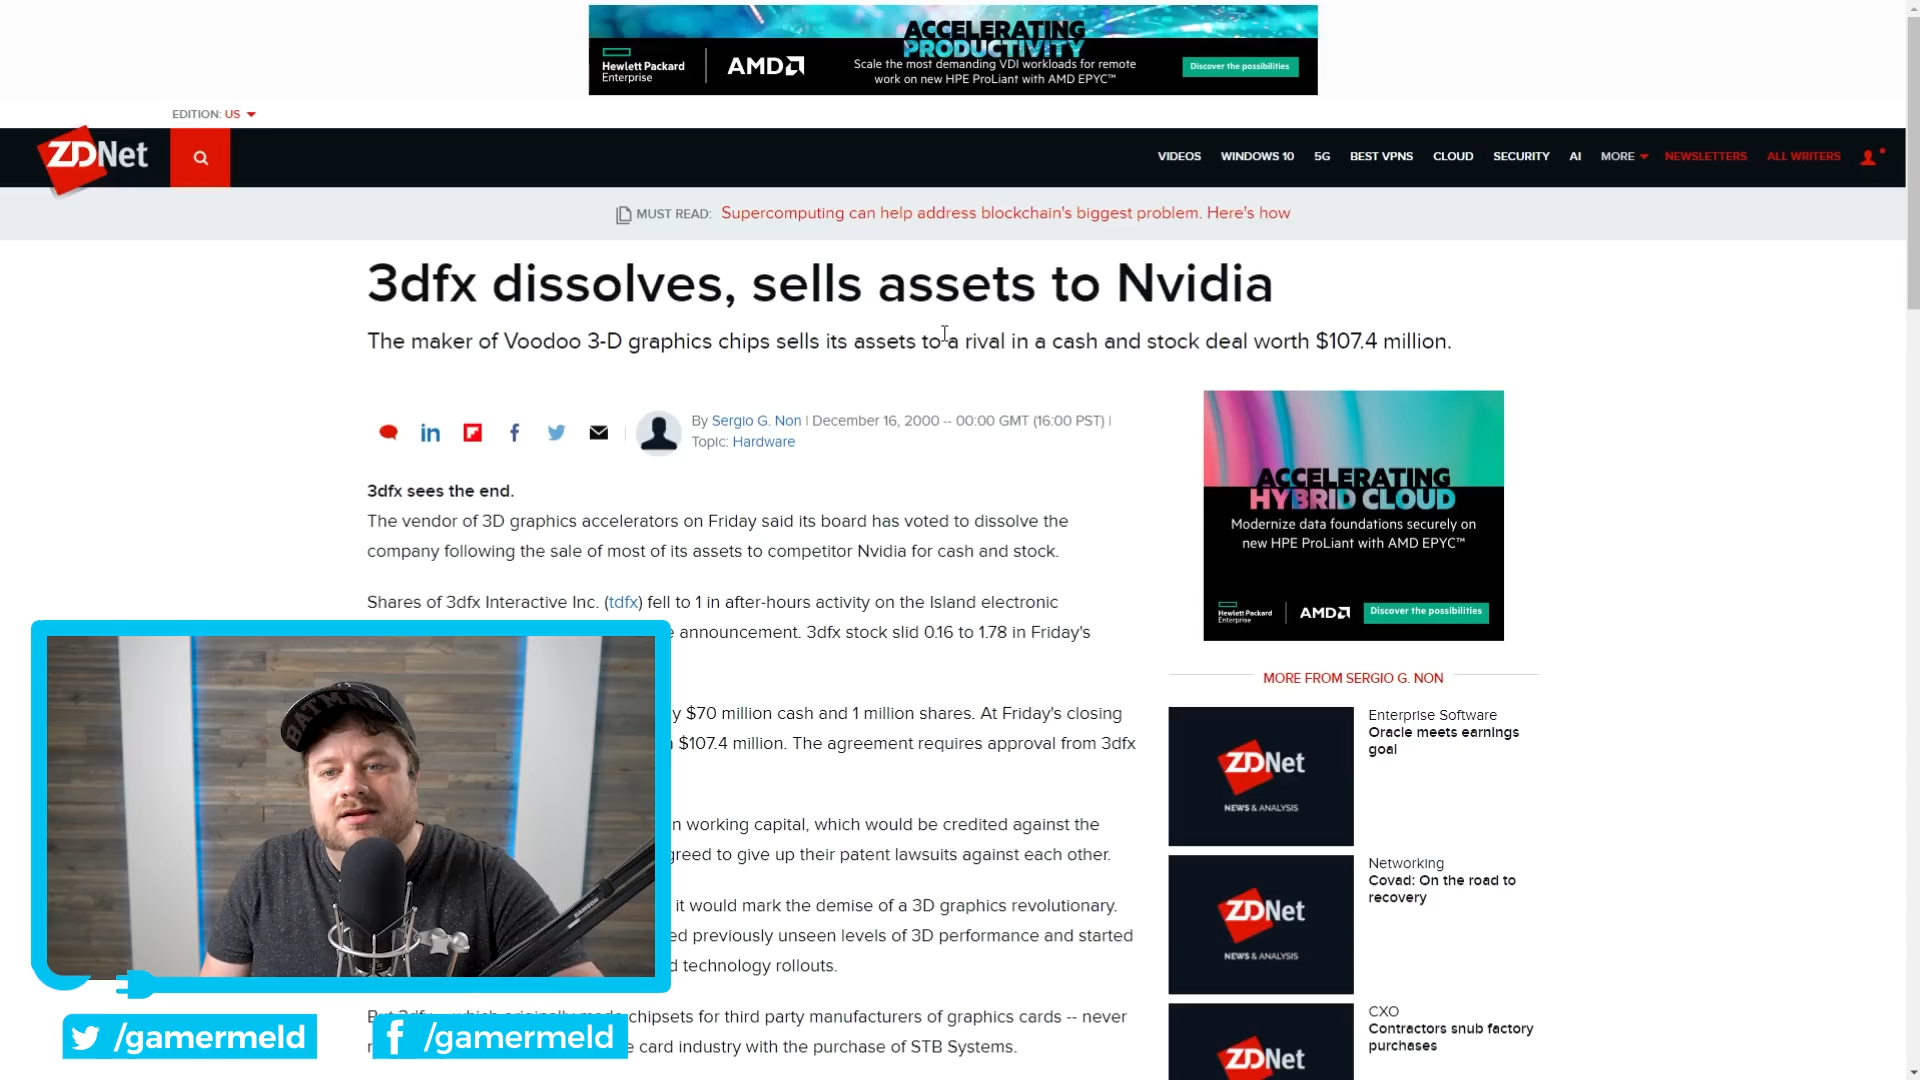 ACCELERATING
PRODUCTIVITY
Hewlett Packard
Enterprise
AMD
Scale the most demanding VDI workloads for remote
work on new HPE ProLiant with AMD EPYC™
Discover the possibilities
EDITION: US
ZDNet
VIDEOS WINDOWS 10 5G BEST VPNS CLOUD SECURITY AI MORE NEWSLETTERS ALL WRITERS
MUST READ: Supercomputing can help address blockchain's biggest problem. Here's how
3dfx dissolves, sells assets to Nvidia
The maker of Voodoo 3-D graphics chips sells its assets to a rival in a cash and stock deal worth $107.4 million.
in
f
By Sergio G. Non | December 16, 2000 -- 00:00 GMT (16:00 PST) |
Topic: Hardware
3dfx sees the end.
The vendor of 3D graphics accelerators on Friday said its board has voted to dissolve the
company following the sale of most of its assets to competitor Nvidia for cash and stock.
Shares of 3dfx Interactive Inc. (tdfx) fell to 1 in after-hours activity on the Island electronic
announcement. 3dfx stock slid 0.16 to 1.78 in Friday's
y $70 million cash and 1 million shares. At Friday's closing
$107.4 million. The agreement requires approval from 3dfx
n working capital, which would be credited against the
greed to give up their patent lawsuits against each other.
it would mark the demise of a 3D graphics revolutionary.
ed previously unseen levels of 3D performance and started
d technology rollouts.
chipsets for third party manufacturers of graphics cards -- never
card industry with the purchase of STB Systems.
ACCELERATING
HYBRID CLOUD
Modernize data foundations securely on
new HPE ProLiant with AMD EPYC™
Hewlett Packard
Enterprise
AMD
Discover the possibilities
MORE FROM SERGIO G. NON
ZDNet
NEWS & ANALYSIS
Enterprise Software
Oracle meets earnings
goal
ZDNet
NEWS & ANALYSIS
Networking
Covad: On the road to
recovery
ZDNet
CXO
Contractors snub factory
purchases
BATMAN
SAMSON
/gamermeld
f /gamermeld